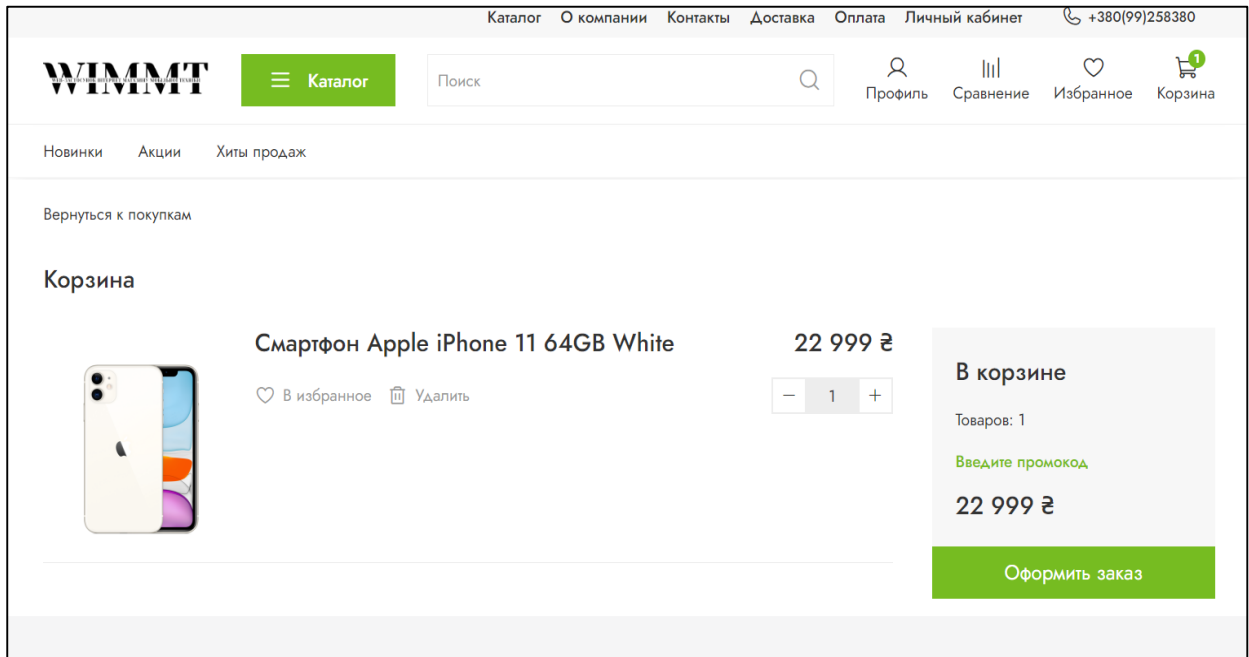 Каталог О компании Контакты Доставка Оплата Личный кабинет +380(99)258380
WIMMT
Каталог
Поиск
Профиль Сравнение Избранное Корзина
1
Новинки Акции Хиты продаж
Вернуться к покупкам
Корзина
Смартфон Apple iPhone 11 64GB White
22 999 ₴
В избранное Удалить
− 1 +
В корзине
Товаров: 1
Введите промокод
22 999 ₴
Оформить заказ